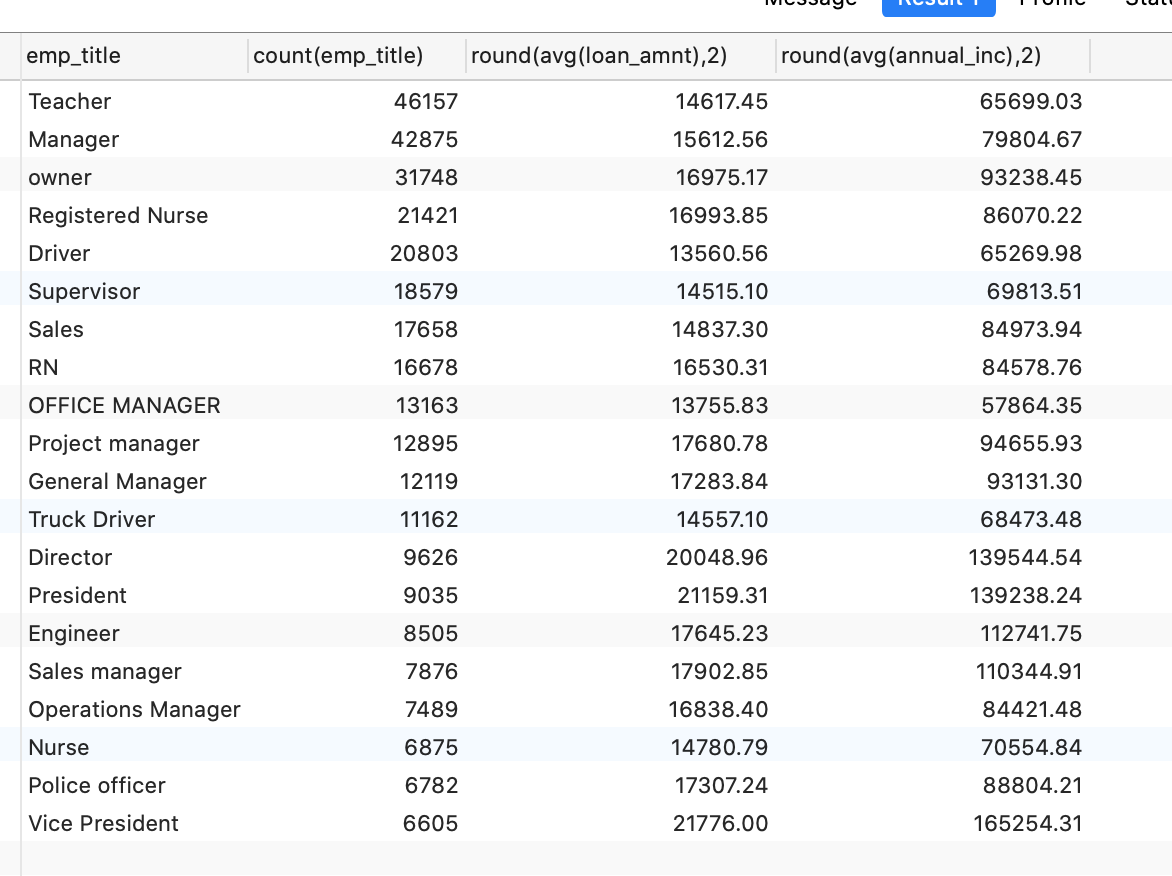 Message Result 1 Profile
emp_title count(emp_title) round(avg(loan_amnt),2) round(avg(annual_inc),2)
Teacher 46157 14617.45 65699.03
Manager 42875 15612.56 79804.67
owner 31748 16975.17 93238.45
Registered Nurse 21421 16993.85 86070.22
Driver 20803 13560.56 65269.98
Supervisor 18579 14515.10 69813.51
Sales 17658 14837.30 84973.94
RN 16678 16530.31 84578.76
OFFICE MANAGER 13163 13755.83 57864.35
Project manager 12895 17680.78 94655.93
General Manager 12119 17283.84 93131.30
Truck Driver 11162 14557.10 68473.48
Director 9626 20048.96 139544.54
President 9035 21159.31 139238.24
Engineer 8505 17645.23 112741.75
Sales manager 7876 17902.85 110344.91
Operations Manager 7489 16838.40 84421.48
Nurse 6875 14780.79 70554.84
Police officer 6782 17307.24 88804.21
Vice President 6605 21776.00 165254.31